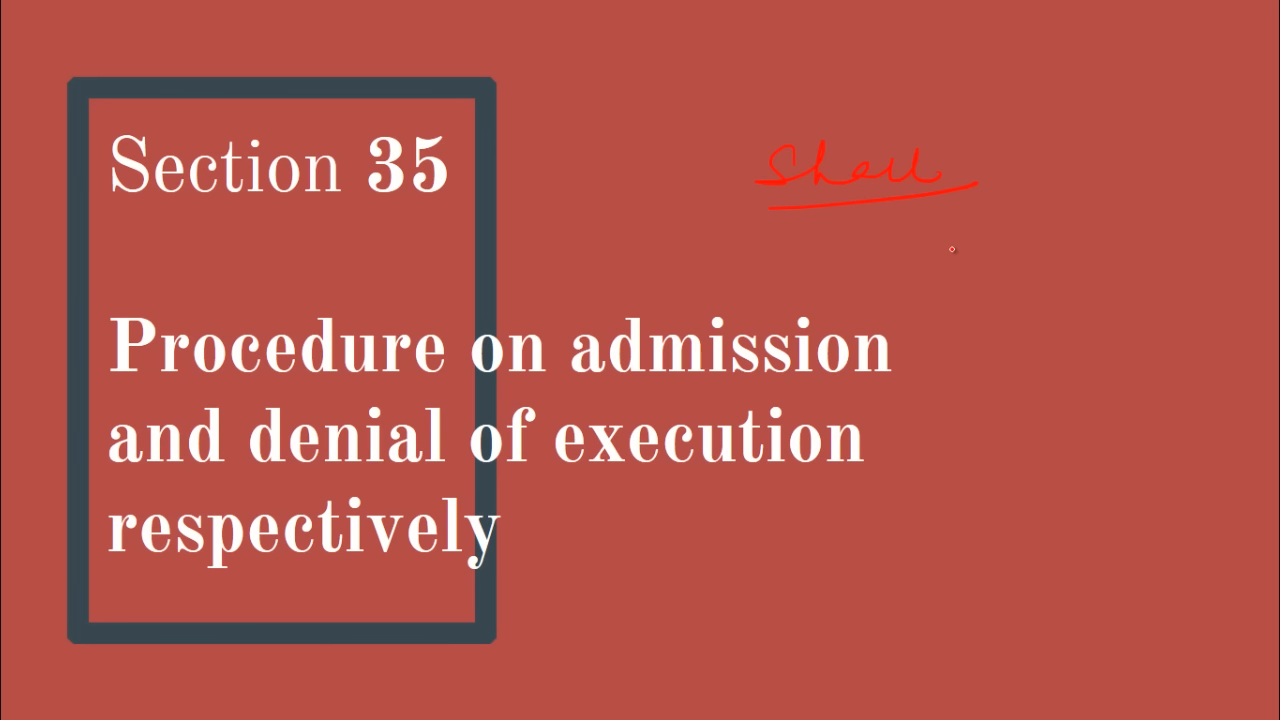 Section 35
Shall
Procedure on admission
and denial of execution
respectively